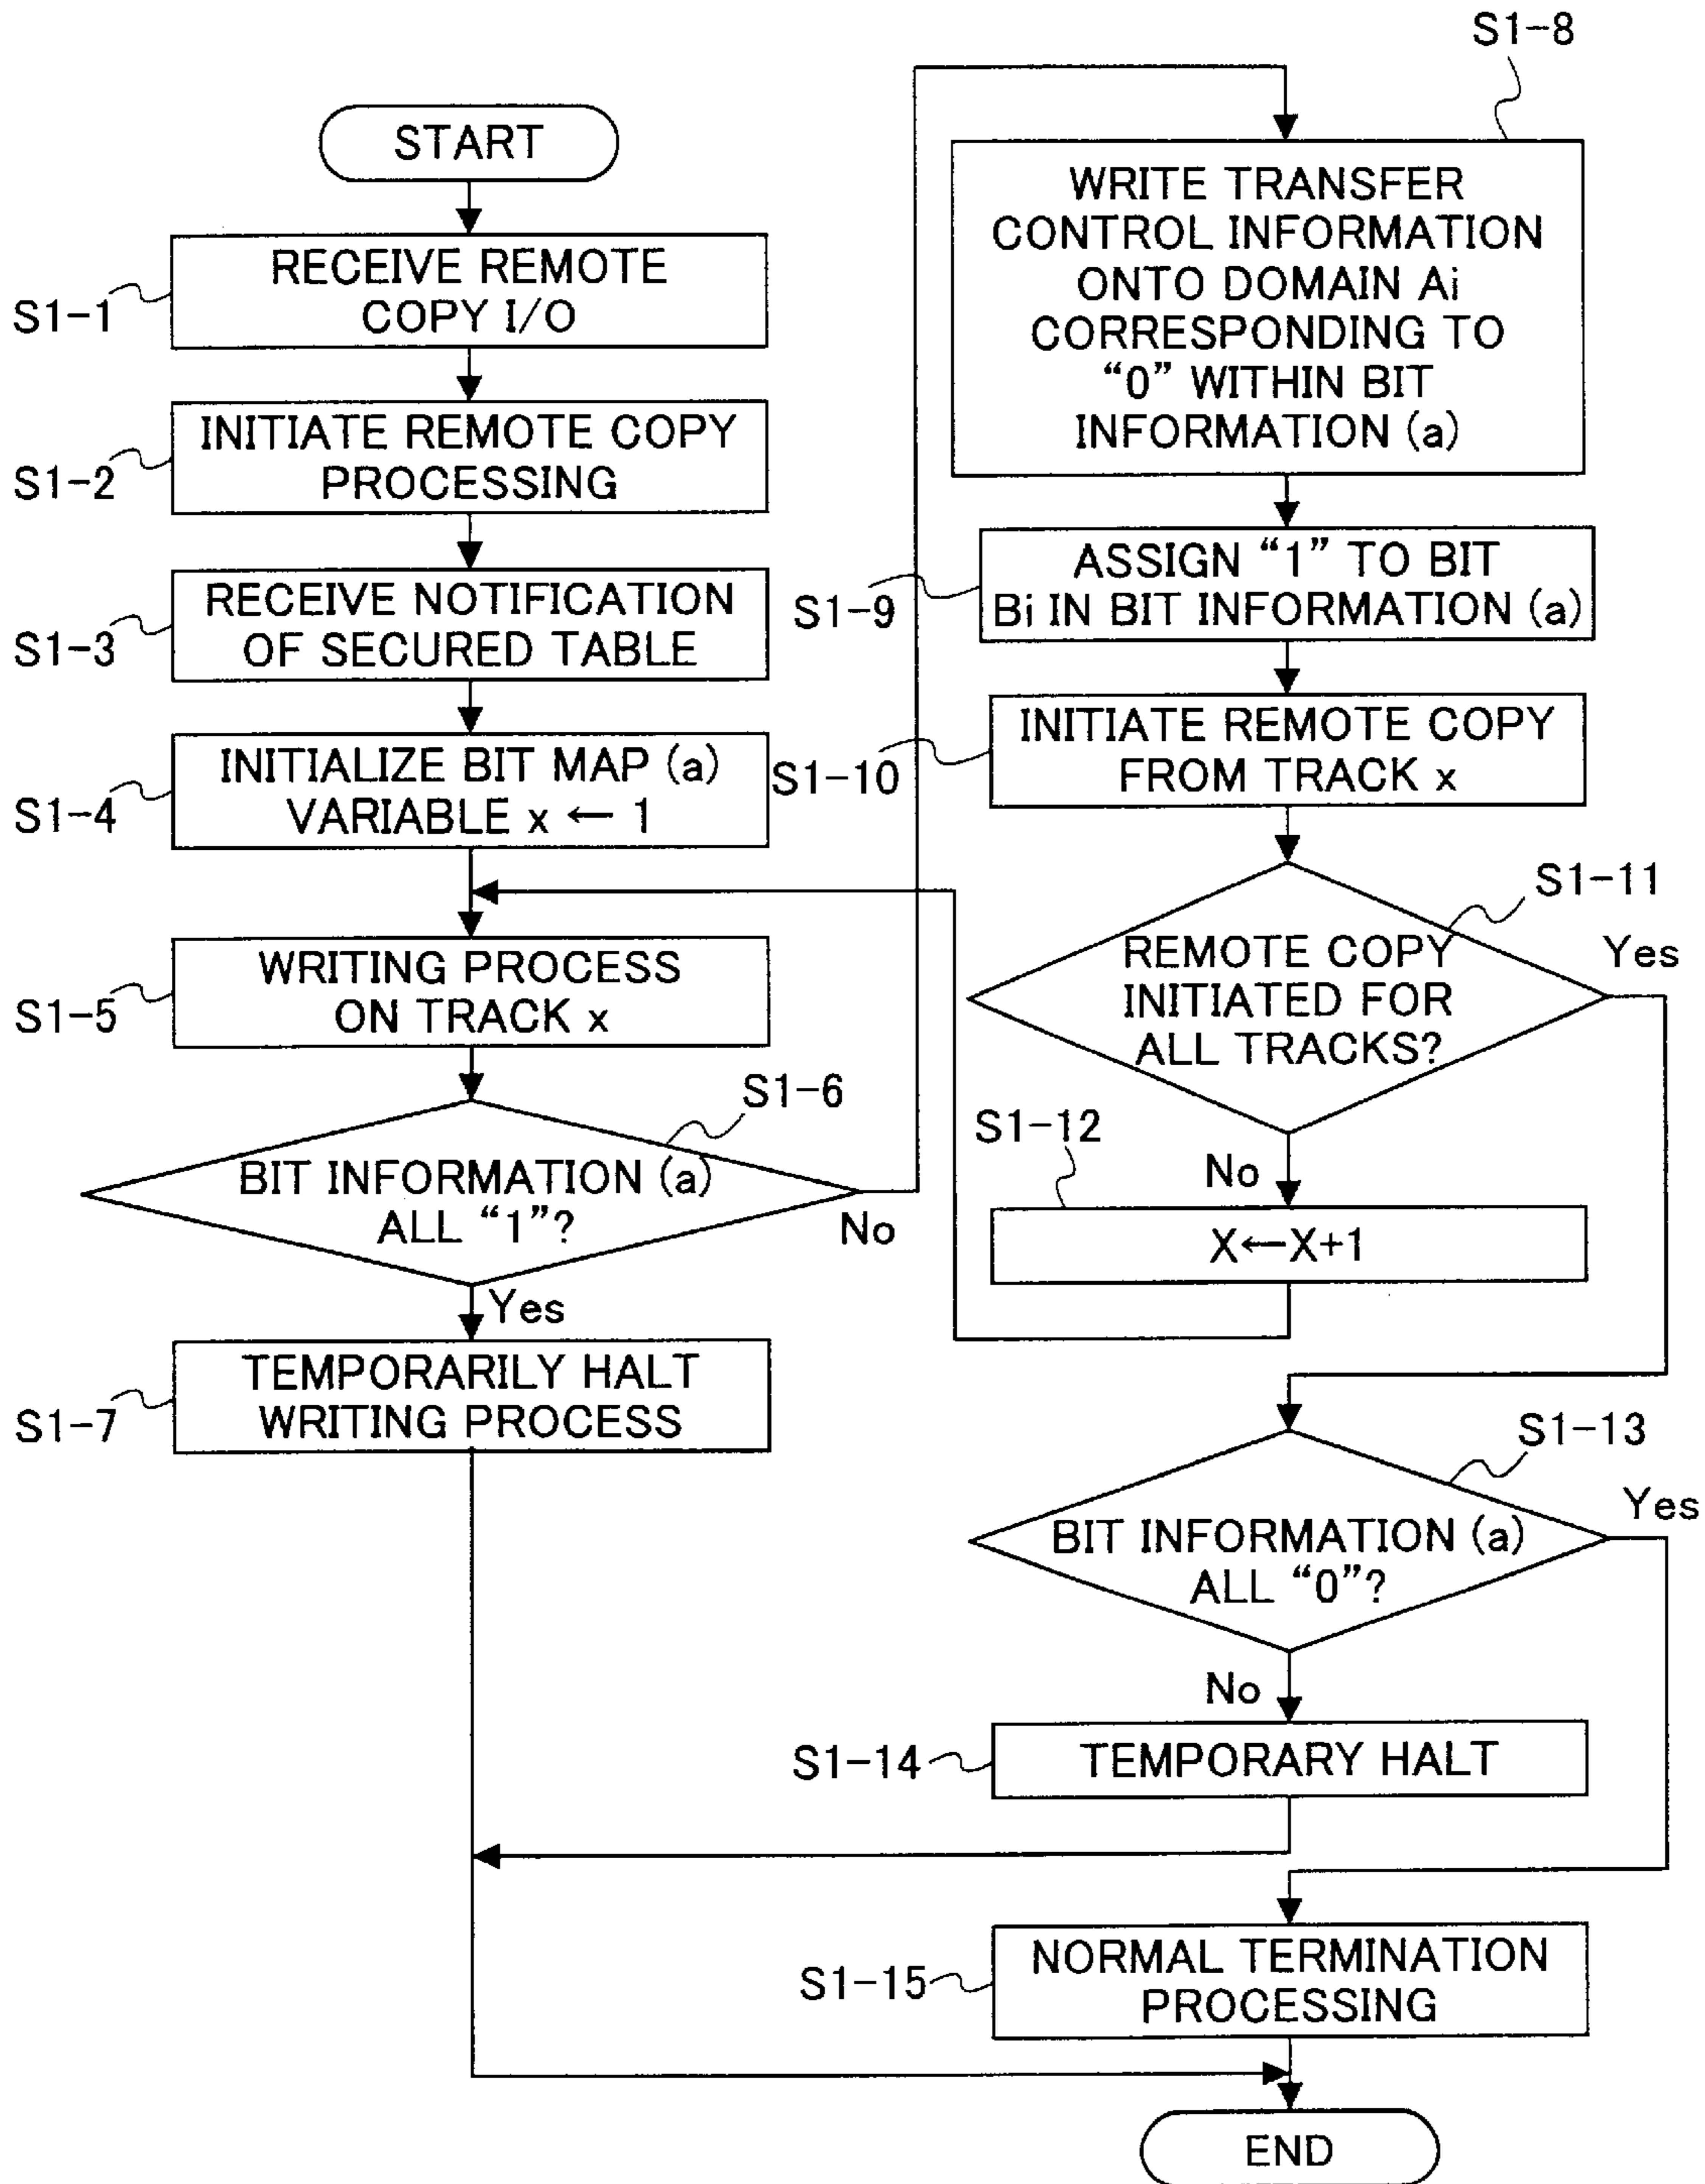 START
S1-1
RECEIVE REMOTE
COPY I/O
S1-2
INITIATE REMOTE COPY
PROCESSING
S1-3
RECEIVE NOTIFICATION
OF SECURED TABLE
S1-4
INITIALIZE BIT MAP (a)
VARIABLE x ← 1
S1-5
WRITING PROCESS
ON TRACK x
S1-6
BIT INFORMATION (a)
ALL “1”?
No
Yes
S1-7
TEMPORARILY HALT
WRITING PROCESS
S1-8
WRITE TRANSFER
CONTROL INFORMATION
ONTO DOMAIN Ai
CORRESPONDING TO
“0” WITHIN BIT
INFORMATION (a)
S1-9
ASSIGN “1” TO BIT
Bi IN BIT INFORMATION (a)
S1-10
INITIATE REMOTE COPY
FROM TRACK x
S1-11
REMOTE COPY
INITIATED FOR
ALL TRACKS?
Yes
No
S1-12
X←X+1
S1-13
BIT INFORMATION (a)
ALL “0”?
Yes
No
S1-14
TEMPORARY HALT
S1-15
NORMAL TERMINATION
PROCESSING
END